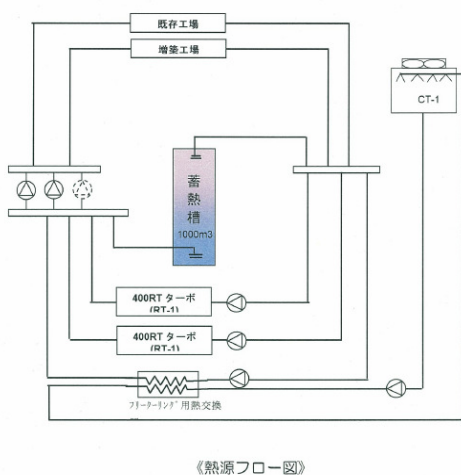 既存工場
増築工場
CT-1
蓄熱槽
1000m3
400RT ターボ
(RT-1)
400RT ターボ
(RT-1)
フリークーリング用熱交換
《熱源フロー図》